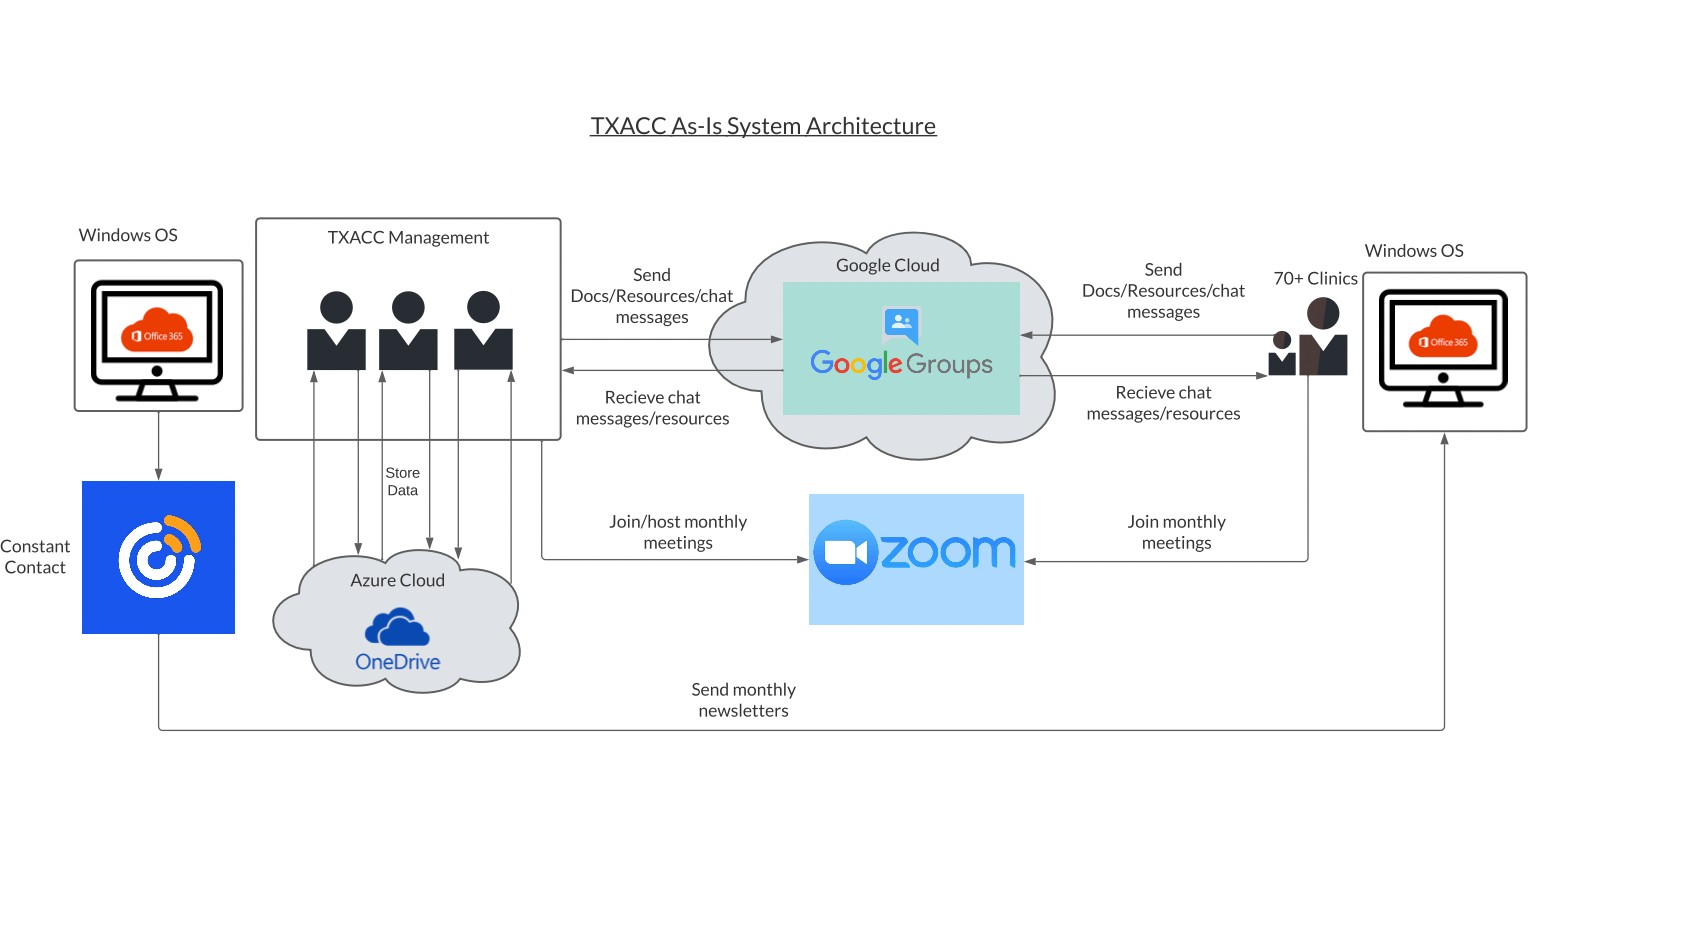 TXACC As-Is System Architecture
Windows OS
Office 365
TXACC Management
Send
Docs/Resources/chat
messages
Recieve chat
messages/resources
Google Cloud
Google Groups
Send
Docs/Resources/chat
messages
Recieve chat
messages/resources
70+ Clinics
Windows OS
Office 365
Store
Data
Constant
Contact
Azure Cloud
OneDrive
Join/host monthly
meetings
zoom
Join monthly
meetings
Send monthly
newsletters